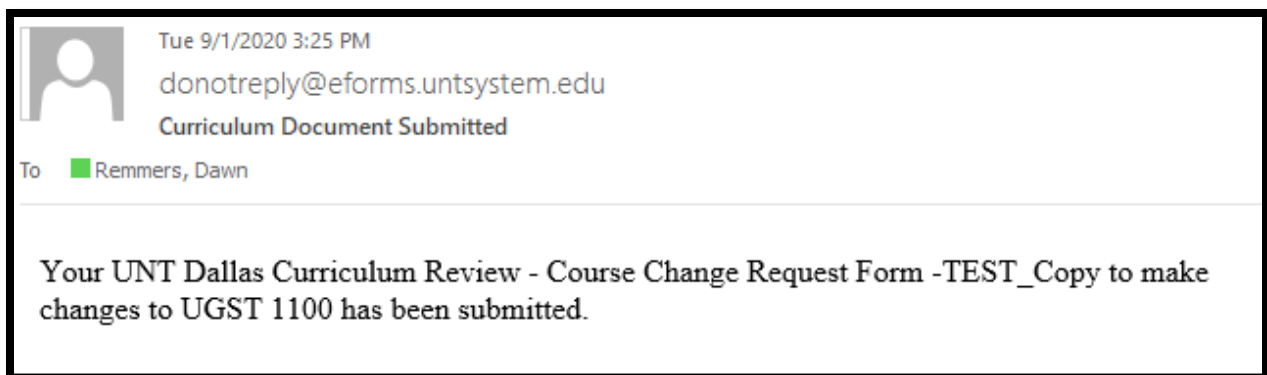 Tue 9/1/2020 3:25 PM
donotreply@eforms.untsystem.edu
Curriculum Document Submitted
To Remmers, Dawn
Your UNT Dallas Curriculum Review - Course Change Request Form -TEST_Copy to make
changes to UGST 1100 has been submitted.